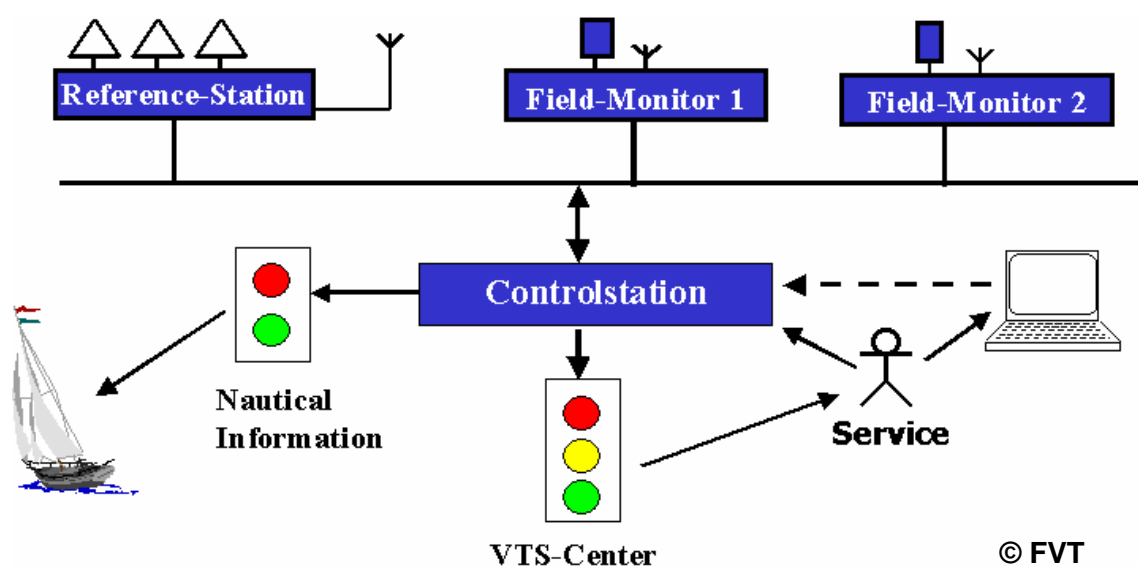 Reference-Station
Field-Monitor 1
Field-Monitor 2
Controlstation
Nautical
Information
Service
VTS-Center
© FVT